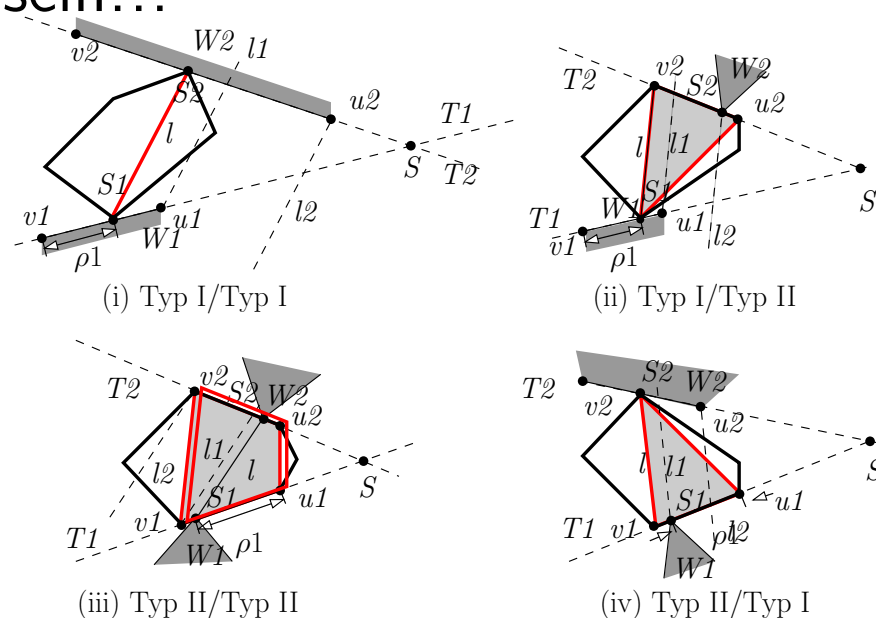 sein...
v2 W2 l1
S2 u2
l T1
S1 S T2
v1 u1 l2
W1
ρ1
(i) Typ I/Typ I
T2 v2 S2 W2
u2
l l1
S1 S
T1 W1 u1
v1 l2
ρ1
(ii) Typ I/Typ II
T2 v2 S2 W2
u2
l2 l1 l
S1 S
v1 u1
T1 W1 ρ1
(iii) Typ II/Typ II
T2 S2 W2
v2 u2
l l1 S
S1 u1
T1 v1 ρ1 l2
W1
(iv) Typ II/Typ I